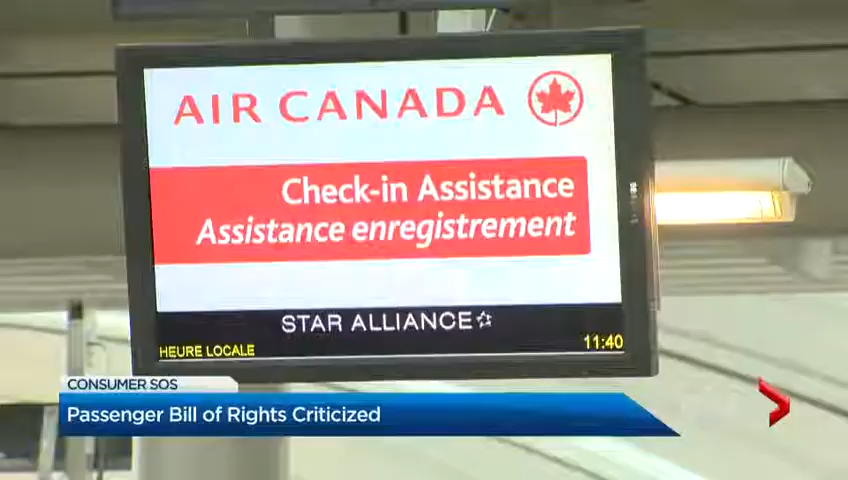 AIR CANADA
Check-in Assistance
Assistance enregistrement
STAR ALLIANCE
HEURE LOCALE
11:40
CONSUMER SOS
Passenger Bill of Rights Criticized